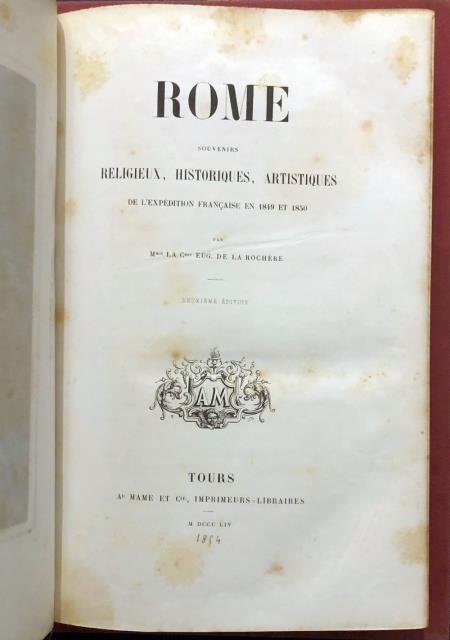 ROME
SOUVENIRS
RELIGIEUX, HISTORIQUES, ARTISTIQUES
DE L'EXPÉDITION FRANÇAISE EN 1849 ET 1850
PAR
Mme LA Csse EUG. DE LA ROCHÈRE
DEUXIÈME ÉDITION
AM
TOURS
Ad MAME ET Cie, IMPRIMEURS-LIBRAIRES
M DCCC LIV
1854